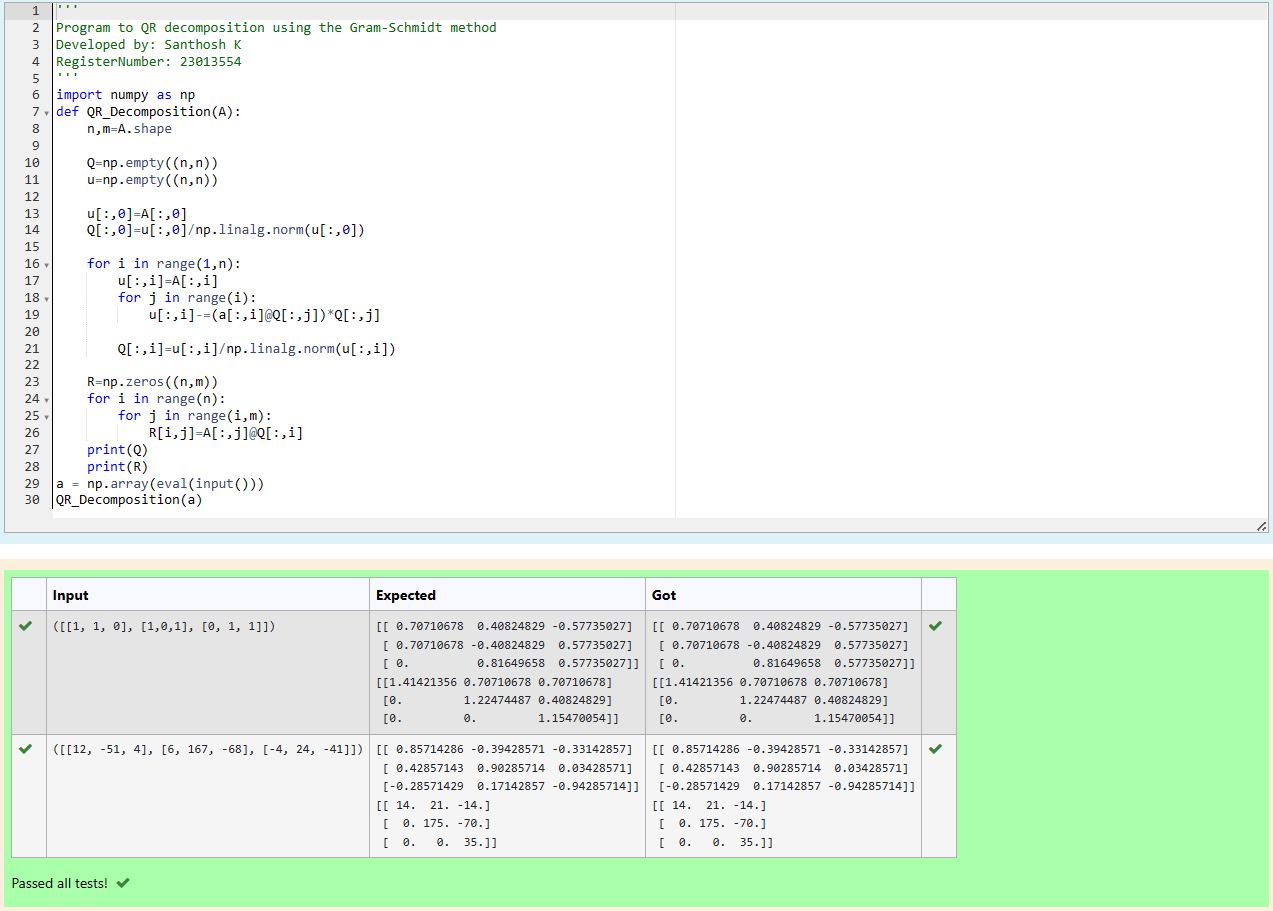 1 '''
2 Program to QR decomposition using the Gram-Schmidt method
3 Developed by: Santhosh K
4 RegisterNumber: 23013554
5 '''
6 import numpy as np
7 def QR_Decomposition(A):
8     n,m=A.shape
9
10     Q=np.empty((n,n))
11     u=np.empty((n,n))
12
13     u[:,0]=A[:,0]
14     Q[:,0]=u[:,0]/np.linalg.norm(u[:,0])
15
16     for i in range(1,n):
17         u[:,i]=A[:,i]
18         for j in range(i):
19             u[:,i]-=(a[:,i]@Q[:,j])*Q[:,j]
20
21         Q[:,i]=u[:,i]/np.linalg.norm(u[:,i])
22
23     R=np.zeros((n,m))
24     for i in range(n):
25         for j in range(i,m):
26             R[i,j]=A[:,j]@Q[:,i]
27     print(Q)
28     print(R)
29 a = np.array(eval(input()))
30 QR_Decomposition(a)
Input Expected Got
([[1, 1, 0], [1,0,1], [0, 1, 1]]) [[ 0.70710678  0.40824829 -0.57735027] [[ 0.70710678  0.40824829 -0.57735027]
[ 0.70710678 -0.40824829  0.57735027] [ 0.70710678 -0.40824829  0.57735027]
[ 0.          0.81649658  0.57735027]] [ 0.          0.81649658  0.57735027]]
[[1.41421356 0.70710678 0.70710678] [[1.41421356 0.70710678 0.70710678]
[0.         1.22474487 0.40824829] [0.         1.22474487 0.40824829]
[0.         0.         1.15470054]] [0.         0.         1.15470054]]
([[12, -51, 4], [6, 167, -68], [-4, 24, -41]]) [[ 0.85714286 -0.39428571 -0.33142857] [[ 0.85714286 -0.39428571 -0.33142857]
[ 0.42857143  0.90285714  0.03428571] [ 0.42857143  0.90285714  0.03428571]
[-0.28571429  0.17142857 -0.94285714]] [-0.28571429  0.17142857 -0.94285714]]
[[ 14.  21. -14.] [[ 14.  21. -14.]
[  0. 175. -70.] [  0. 175. -70.]
[  0.   0.  35.]] [  0.   0.  35.]]
Passed all tests!